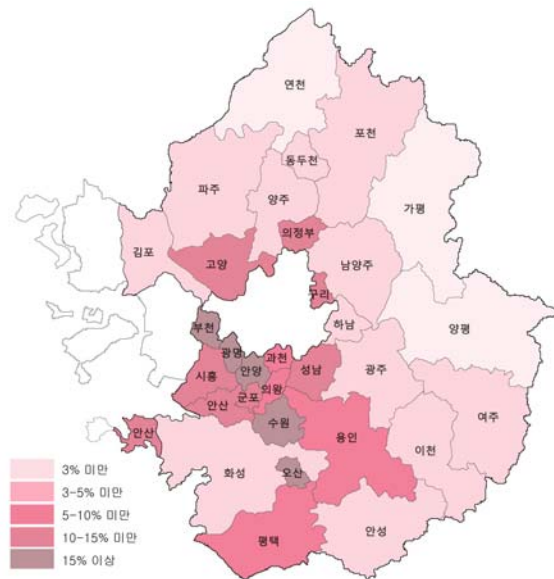 연천
포천
동두천
파주
양주
가평
의정부
김포
고양
남양주
구리
부천
하남
양평
광명
과천
안양
성남
광주
시흥
의왕
군포
안산
여주
수원
안산
용인
이천
화성
오산
안성
평택
3% 미만
3-5% 미만
5-10% 미만
10-15% 미만
15% 이상